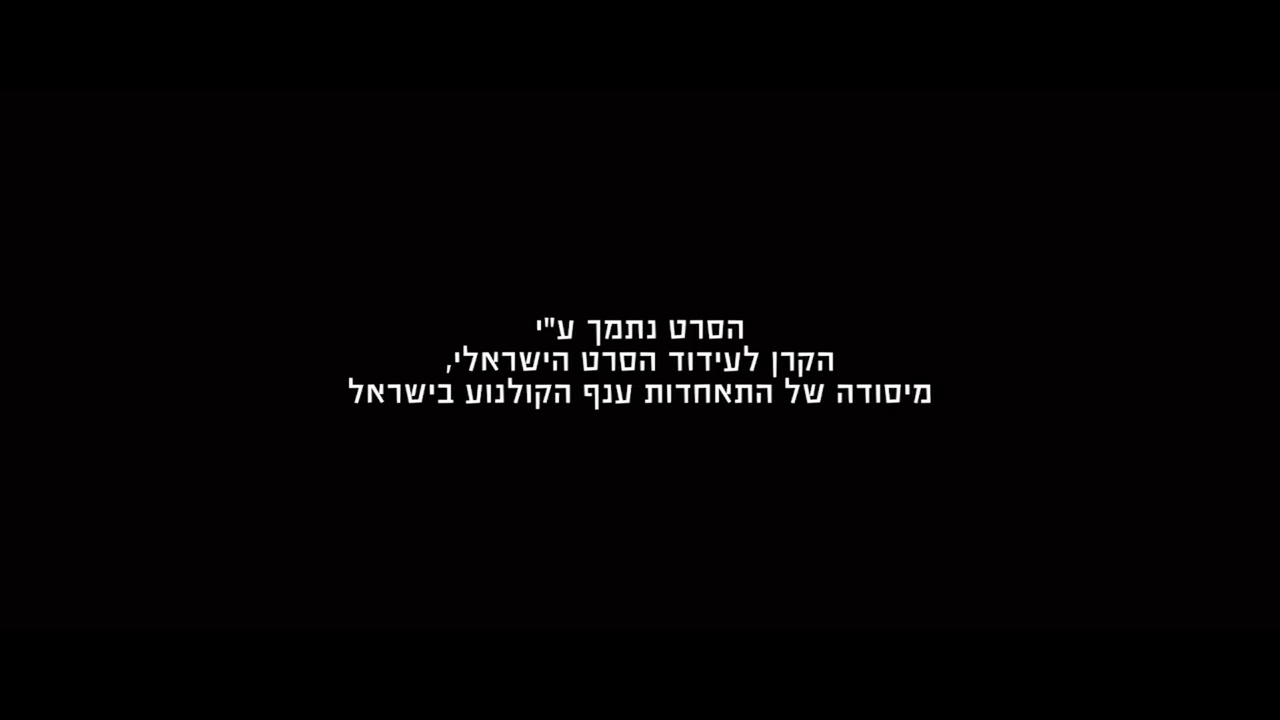 הסרט נתמך ע"י
הקרן לעידוד הסרט הישראלי,
מיסודה של התאחדות ענף הקולנוע בישראל